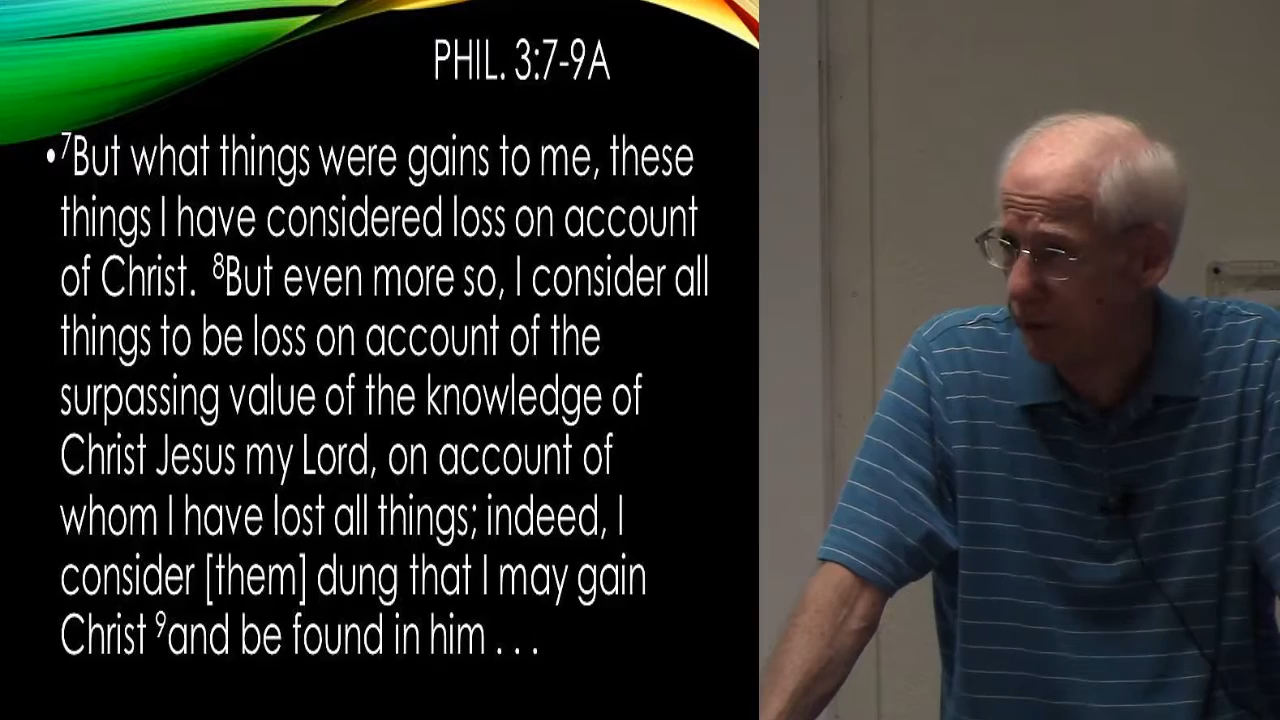 PHIL. 3:7-9A
•⁷But what things were gains to me, these
things I have considered loss on account
of Christ. ⁸But even more so, I consider all
things to be loss on account of the
surpassing value of the knowledge of
Christ Jesus my Lord, on account of
whom I have lost all things; indeed, I
consider [them] dung that I may gain
Christ ⁹and be found in him . . .